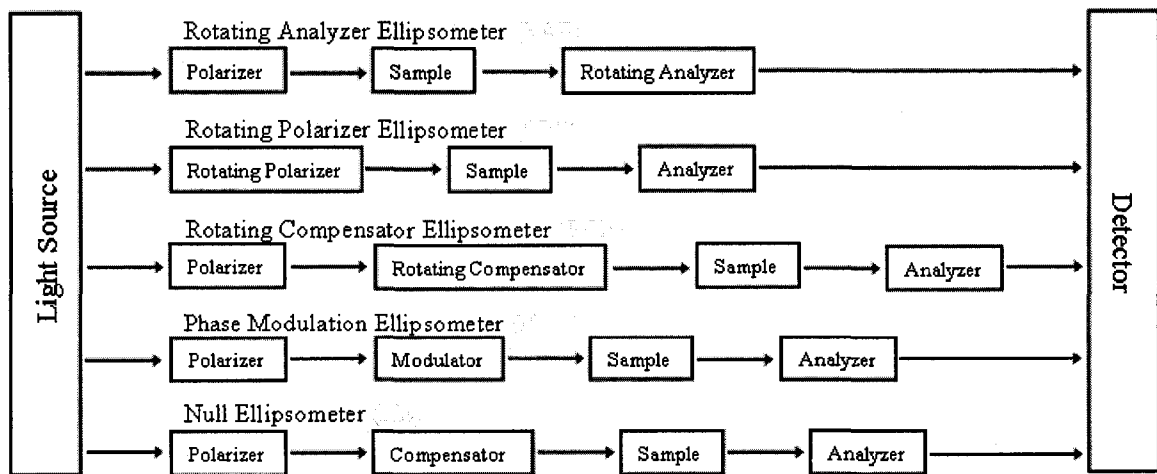 Light Source
Rotating Analyzer Ellipsometer
Polarizer
Sample
Rotating Analyzer
Rotating Polarizer Ellipsometer
Rotating Polarizer
Sample
Analyzer
Rotating Compensator Ellipsometer
Polarizer
Rotating Compensator
Sample
Analyzer
Phase Modulation Ellipsometer
Polarizer
Modulator
Sample
Analyzer
Null Ellipsometer
Polarizer
Compensator
Sample
Analyzer
Detector